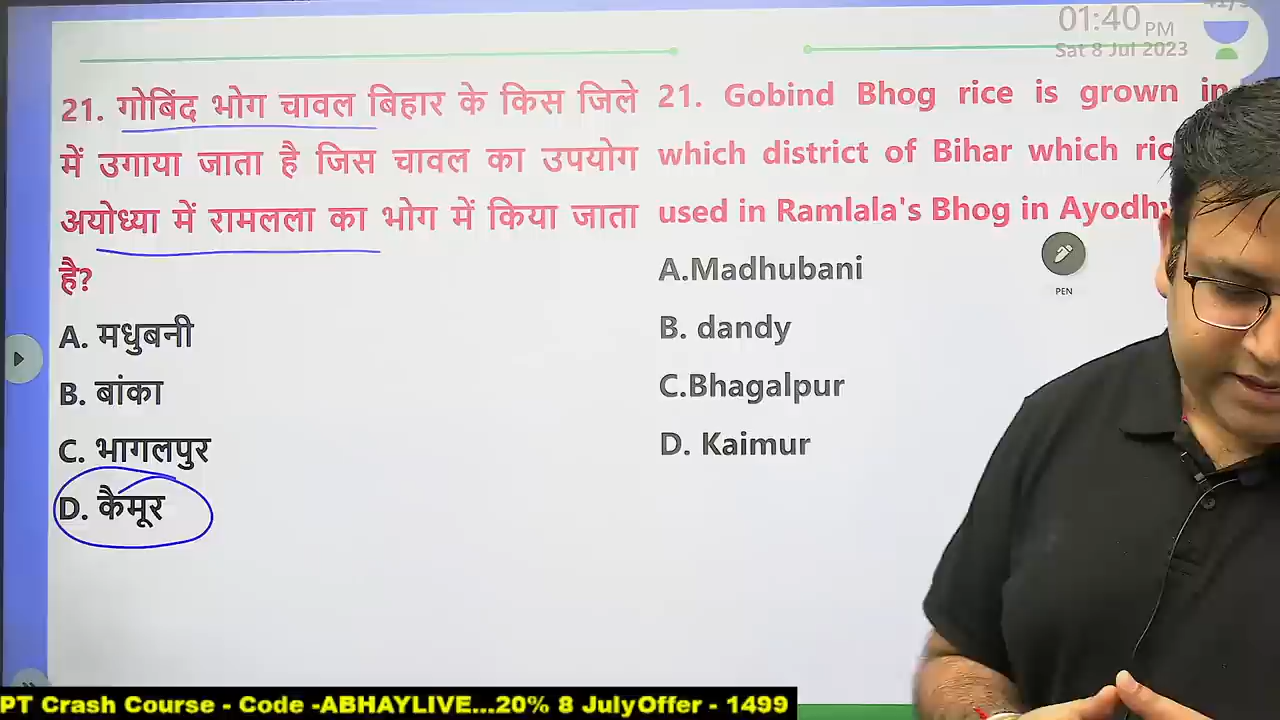 01:40 PM
Sat 8 Jul 2023
21. गोबिंद भोग चावल बिहार के किस जिले
में उगाया जाता है जिस चावल का उपयोग
अयोध्या में रामलला का भोग में किया जाता
है?
A. मधुबनी
B. बांका
C. भागलपुर
D. कैमूर
21. Gobind Bhog rice is grown in
which district of Bihar which
used in Ramlala's Bhog in
A.Madhubani
B. dandy
C.Bhagalpur
D. Kaimur
PEN
PT Crash Course - Code -ABHAYLIVE...20% 8 JulyOffer - 1499